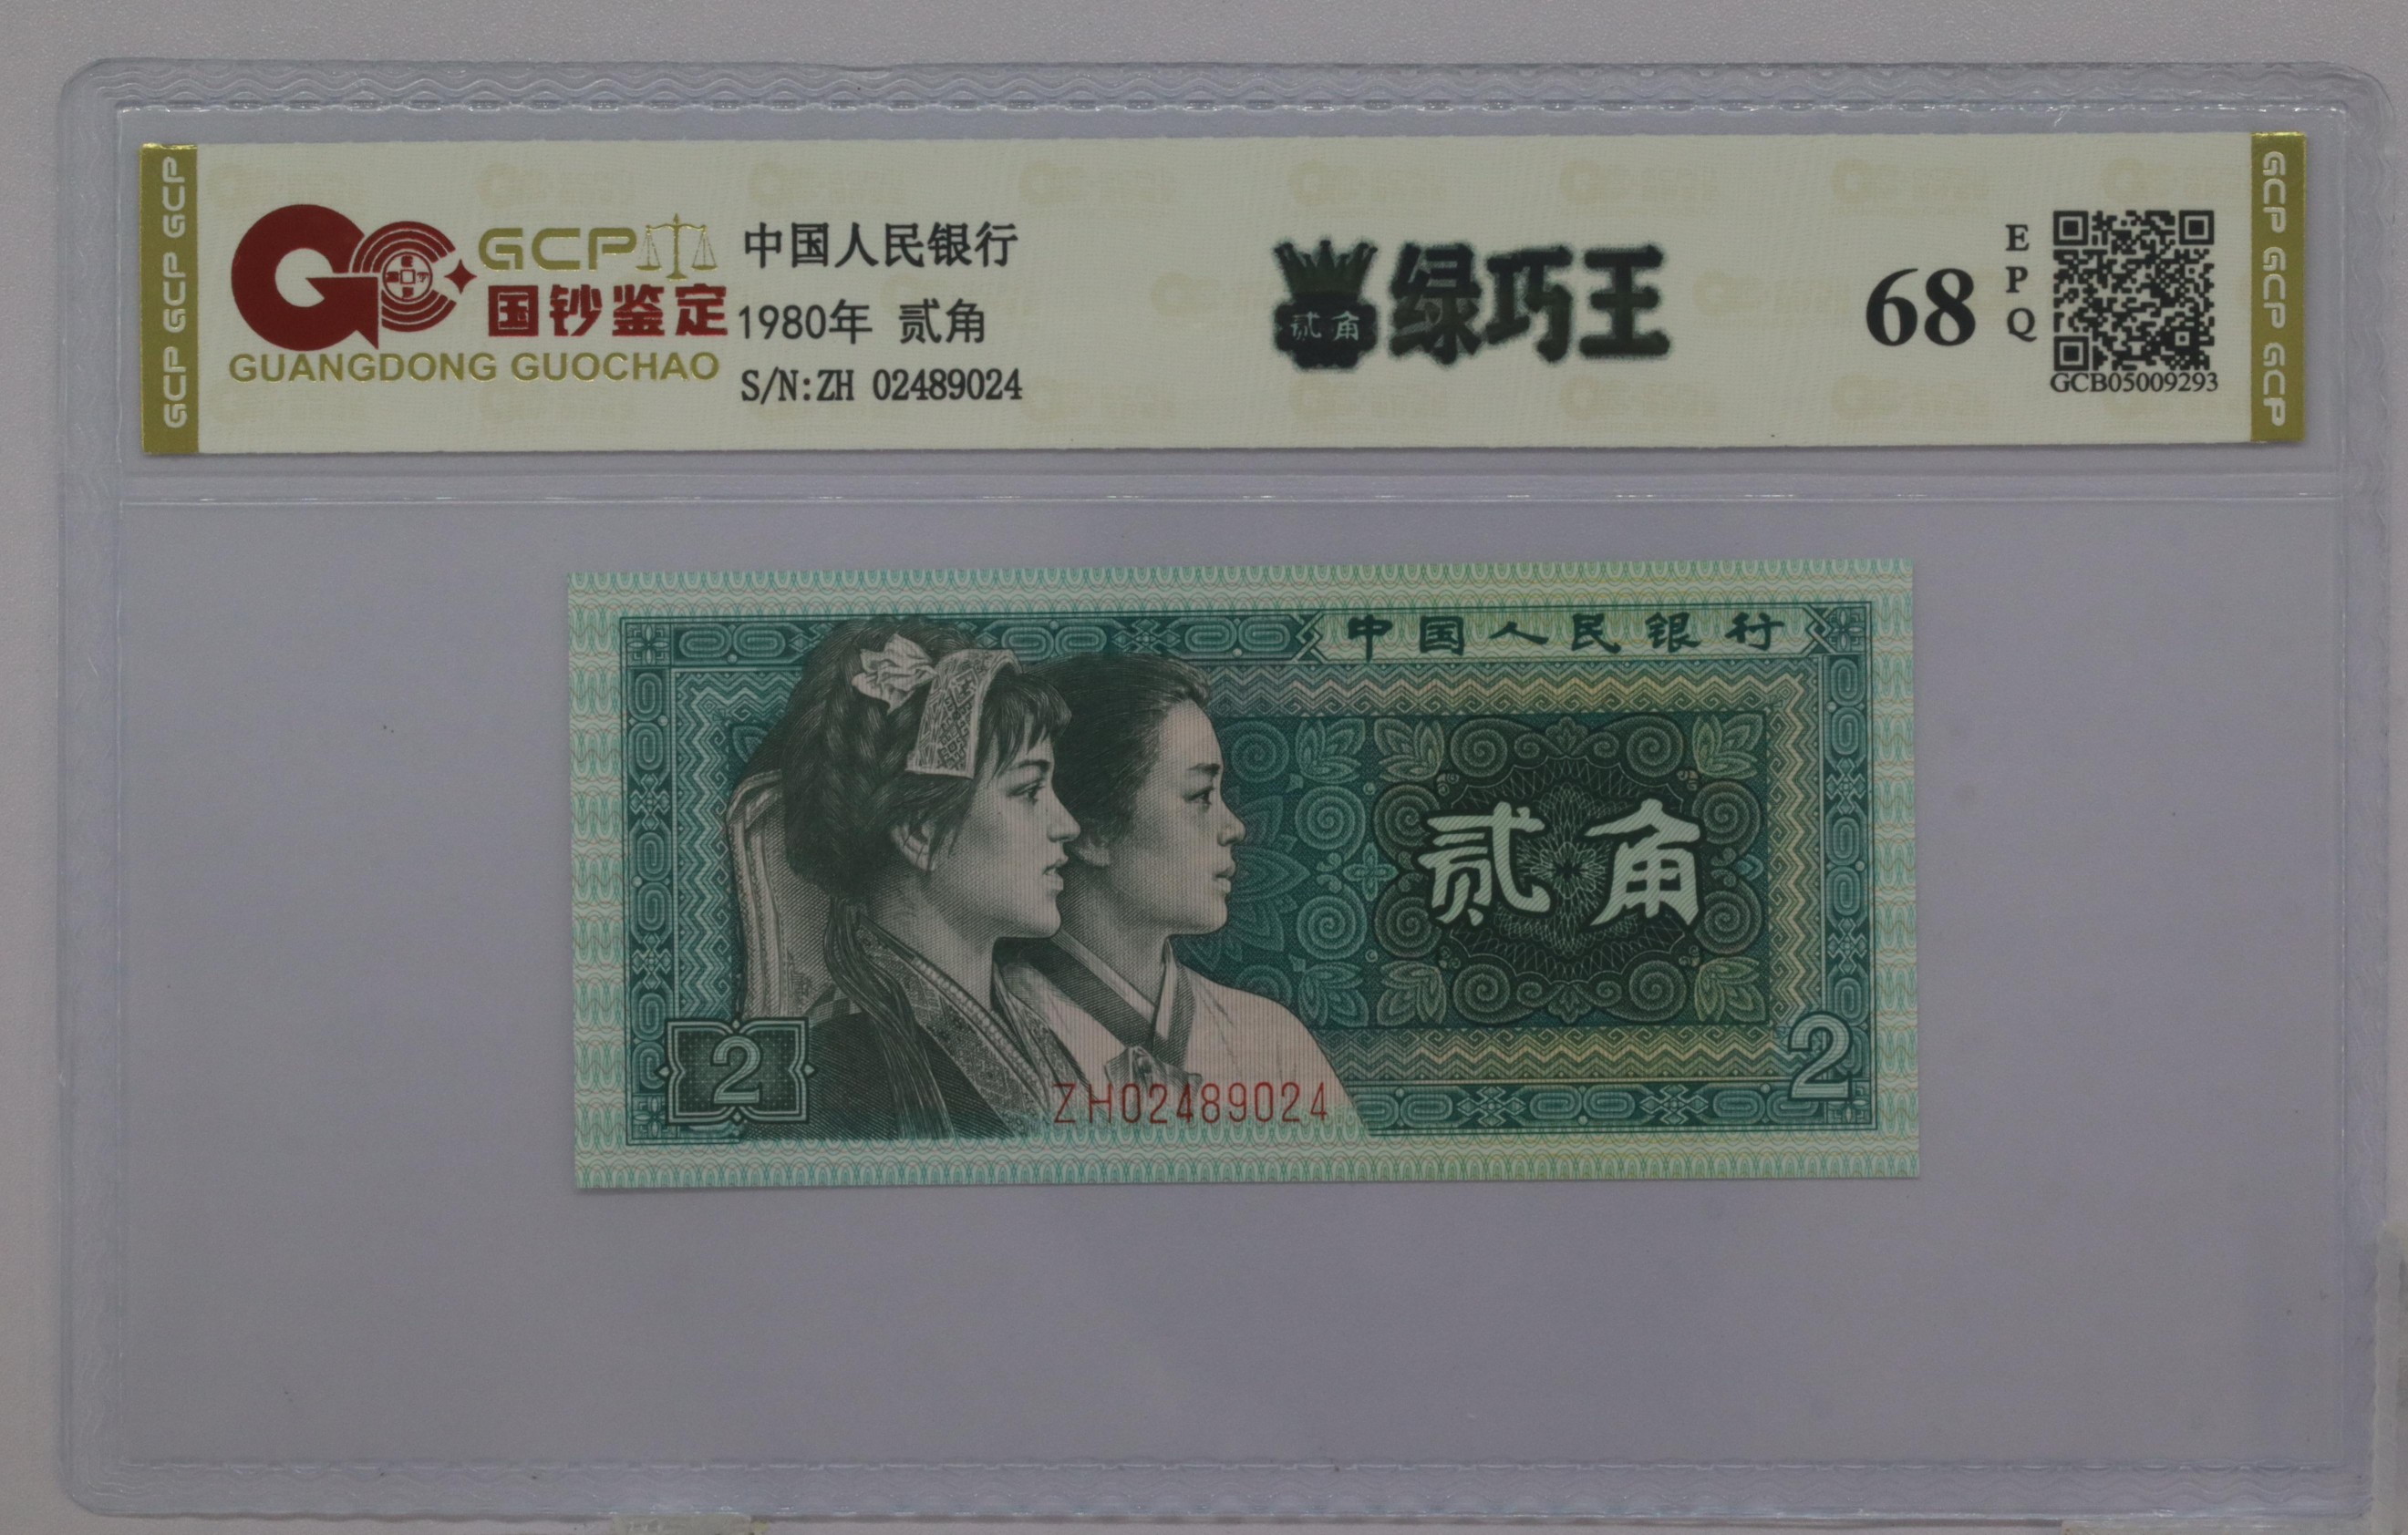 GCP GCP GCP
GCP
国钞鉴定
GUANGDONG GUOCHAO
中国人民银行
1980年 贰角
S/N:ZH 02489024
贰角
绿巧王
68
EPQ
GCB05009293
GCP GCP GCP
中国人民银行
贰角
2
2
ZH02489024